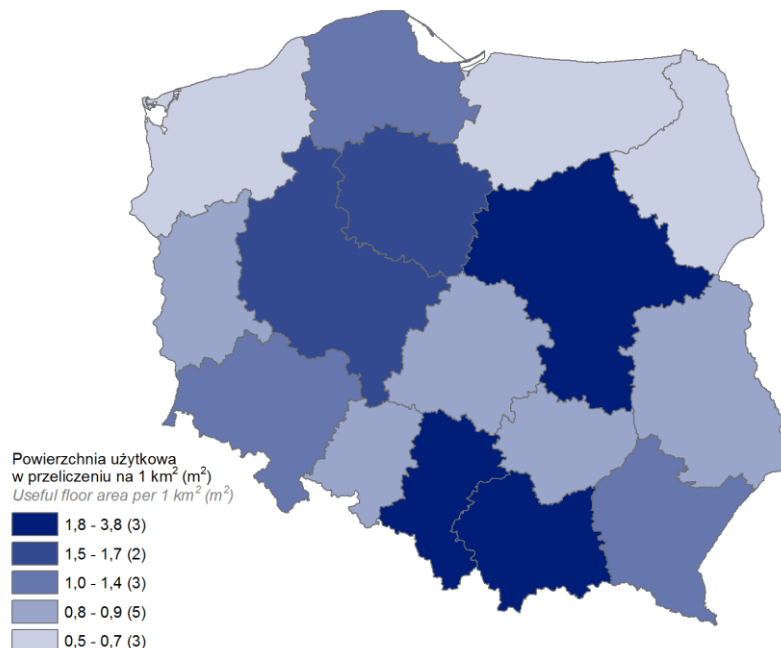 Powierzchnia użytkowa
w przeliczeniu na 1 km² (m²)
Useful floor area per 1 km² (m²)
1,8 - 3,8 (3)
1,5 - 1,7 (2)
1,0 - 1,4 (3)
0,8 - 0,9 (5)
0,5 - 0,7 (3)